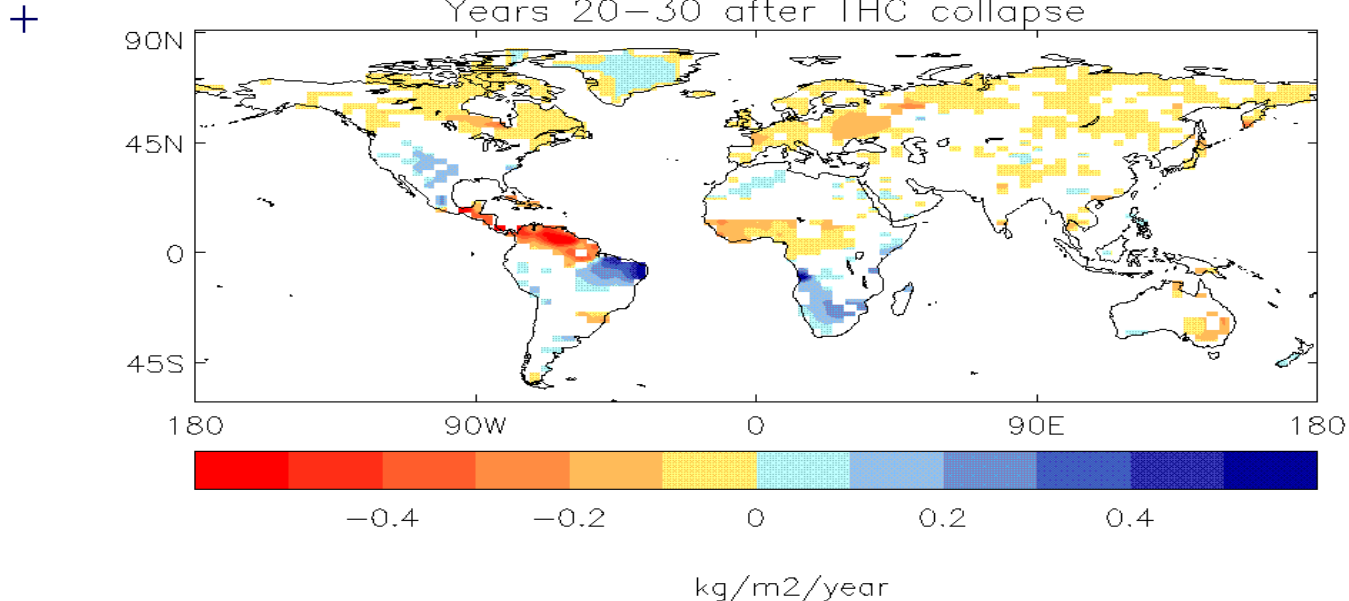 +
Years 20−30 after THC collapse
90N
45N
0
45S
180 90W 0 90E 180
−0.4 −0.2 0 0.2 0.4
kg/m2/year